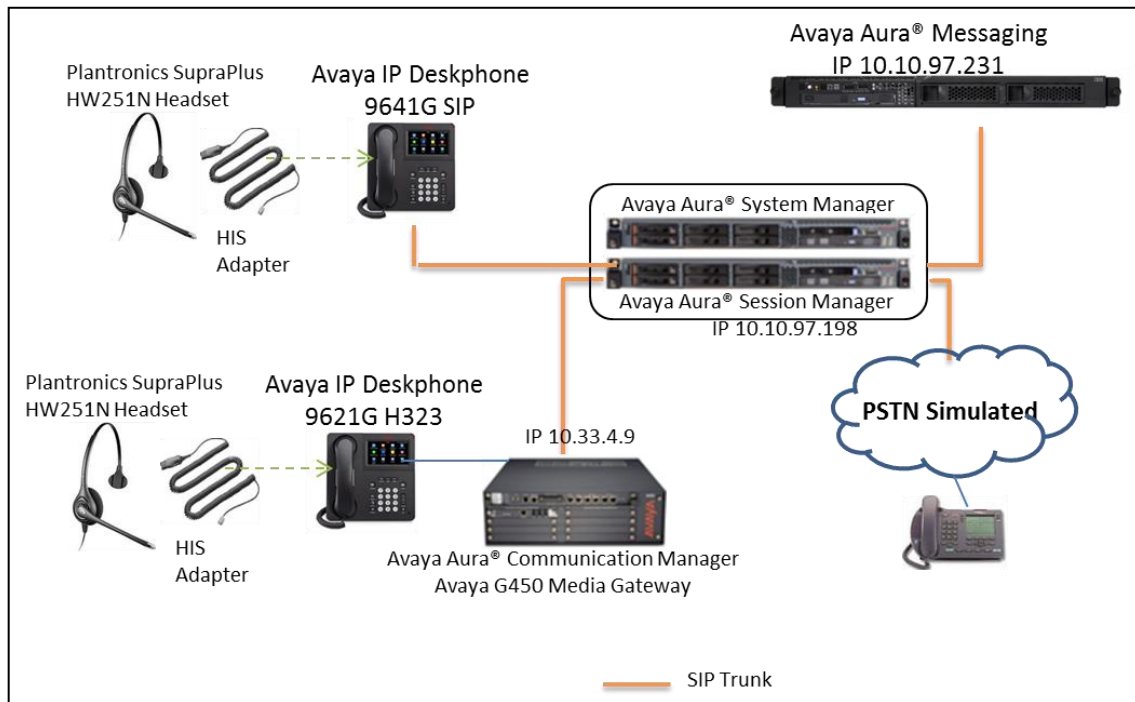 Plantronics SupraPlus
HW251N Headset
Avaya IP Deskphone
9641G SIP
Avaya Aura® Messaging
IP 10.10.97.231
HIS
Adapter
Avaya Aura® System Manager
Avaya Aura® Session Manager
IP 10.10.97.198
Plantronics SupraPlus
HW251N Headset
Avaya IP Deskphone
9621G H323
HIS
Adapter
IP 10.33.4.9
AVAYA
Avaya Aura® Communication Manager
Avaya G450 Media Gateway
PSTN Simulated
SIP Trunk